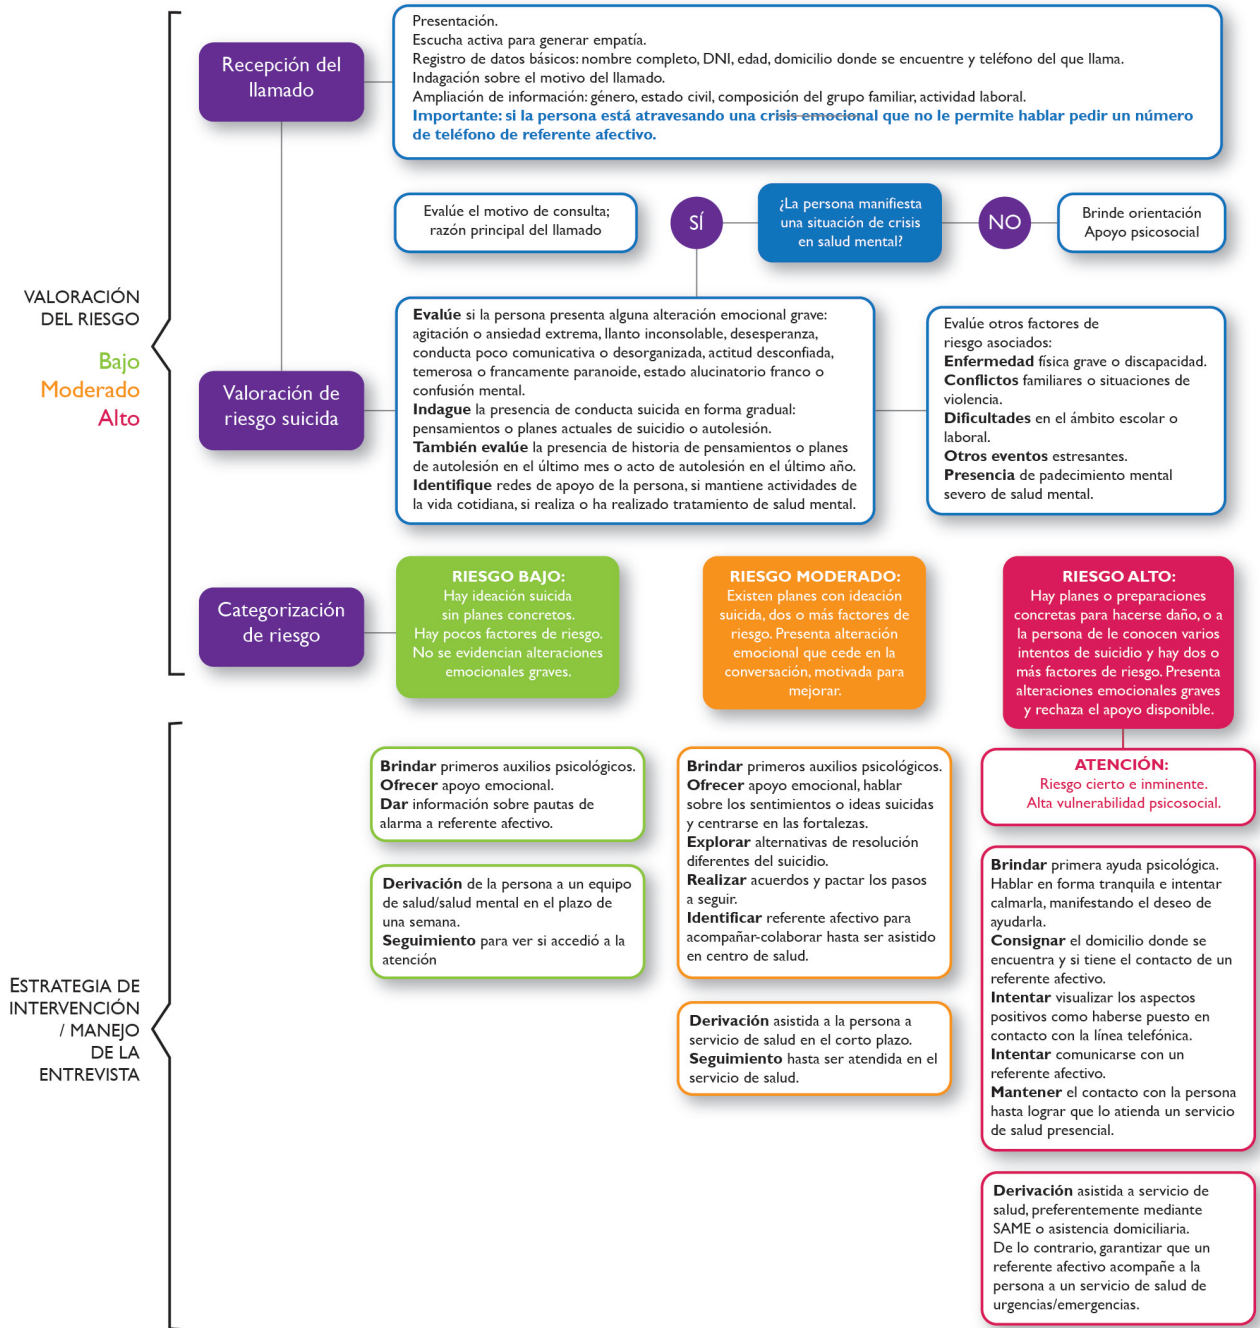 Recepción del
llamado
Presentación.
Escucha activa para generar empatía.
Registro de datos básicos: nombre completo, DNI, edad, domicilio donde se encuentre y teléfono del que llama.
Indagación sobre el motivo del llamado.
Ampliación de información: género, estado civil, composición del grupo familiar, actividad laboral.
Importante: si la persona está atravesando una crisis emocional que no le permite hablar pedir un número
de teléfono de referente afectivo.
Evalúe el motivo de consulta;
razón principal del llamado
SÍ
¿La persona manifiesta
una situación de crisis
en salud mental?
NO
Brinde orientación
Apoyo psicosocial
VALORACIÓN
DEL RIESGO
Bajo
Moderado
Alto
Valoración de
riesgo suicida
Evalúe si la persona presenta alguna alteración emocional grave:
agitación o ansiedad extrema, llanto inconsolable, desesperanza,
conducta poco comunicativa o desorganizada, actitud desconfiada,
temerosa o francamente paranoide, estado alucinatorio franco o
confusión mental.
Indague la presencia de conducta suicida en forma gradual:
pensamientos o planes actuales de suicidio o autolesión.
También evalúe la presencia de historia de pensamientos o planes
de autolesión en el último mes o acto de autolesión en el último año.
Identifique redes de apoyo de la persona, si mantiene actividades de
la vida cotidiana, si realiza o ha realizado tratamiento de salud mental.
Evalúe otros factores de
riesgo asociados:
Enfermedad física grave o discapacidad.
Conflictos familiares o situaciones de
violencia.
Dificultades en el ámbito escolar o
laboral.
Otros eventos estresantes.
Presencia de padecimiento mental
severo de salud mental.
Categorización
de riesgo
RIESGO BAJO:
Hay ideación suicida
sin planes concretos.
Hay pocos factores de riesgo.
No se evidencian alteraciones
emocionales graves.
RIESGO MODERADO:
Existen planes con ideación
suicida, dos o más factores de
riesgo. Presenta alteración
emocional que cede en la
conversación, motivada para
mejorar.
RIESGO ALTO:
Hay planes o preparaciones
concretas para hacerse daño, o a
la persona de le conocen varios
intentos de suicidio y hay dos o
más factores de riesgo. Presenta
alteraciones emocionales graves
y rechaza el apoyo disponible.
ESTRATEGIA DE
INTERVENCIÓN
/ MANEJO
DE LA
ENTREVISTA
Brindar primeros auxilios psicológicos.
Ofrecer apoyo emocional.
Dar información sobre pautas de
alarma a referente afectivo.
Derivación de la persona a un equipo
de salud/salud mental en el plazo de
una semana.
Seguimiento para ver si accedió a la
atención
Brindar primeros auxilios psicológicos.
Ofrecer apoyo emocional, hablar
sobre los sentimientos o ideas suicidas
y centrarse en las fortalezas.
Explorar alternativas de resolución
diferentes del suicidio.
Realizar acuerdos y pactar los pasos
a seguir.
Identificar referente afectivo para
acompañar-colaborar hasta ser asistido
en centro de salud.
Derivación asistida a la persona a
servicio de salud en el corto plazo.
Seguimiento hasta ser atendida en el
servicio de salud.
ATENCIÓN:
Riesgo cierto e inminente.
Alta vulnerabilidad psicosocial.
Brindar primera ayuda psicológica.
Hablar en forma tranquila e intentar
calmarla, manifestando el deseo de
ayudarla.
Consignar el domicilio donde se
encuentra y si tiene el contacto de un
referente afectivo.
Intentar visualizar los aspectos
positivos como haberse puesto en
contacto con la línea telefónica.
Intentar comunicarse con un
referente afectivo.
Mantener el contacto con la persona
hasta lograr que lo atienda un servicio
de salud presencial.
Derivación asistida a servicio de
salud, preferentemente mediante
SAME o asistencia domiciliaria.
De lo contrario, garantizar que un
referente afectivo acompañe a la
persona a un servicio de salud de
urgencias/emergencias.